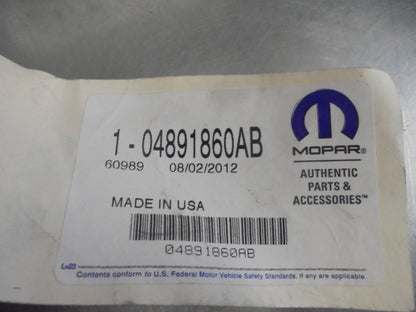 1 - 04891860AB
60989 08/02/2012
MADE IN USA
04891860AB
MOPAR®
AUTHENTIC
PARTS &
ACCESSORIES™
Contents conform to U.S. Federal Motor Vehicle Safety Standards, if any are applicable.